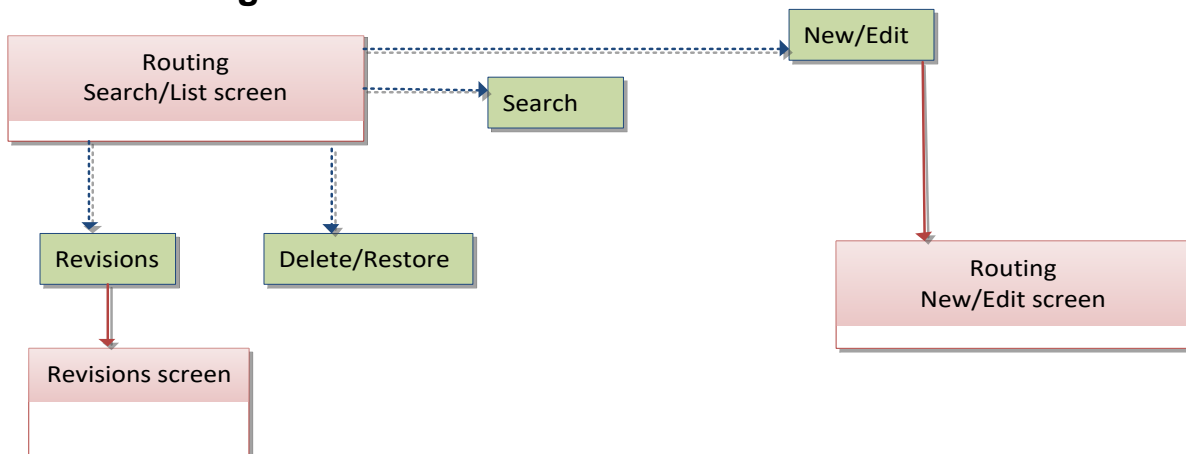 New/Edit
Routing
Search/List screen
Search
Revisions
Delete/Restore
Routing
New/Edit screen
Revisions screen